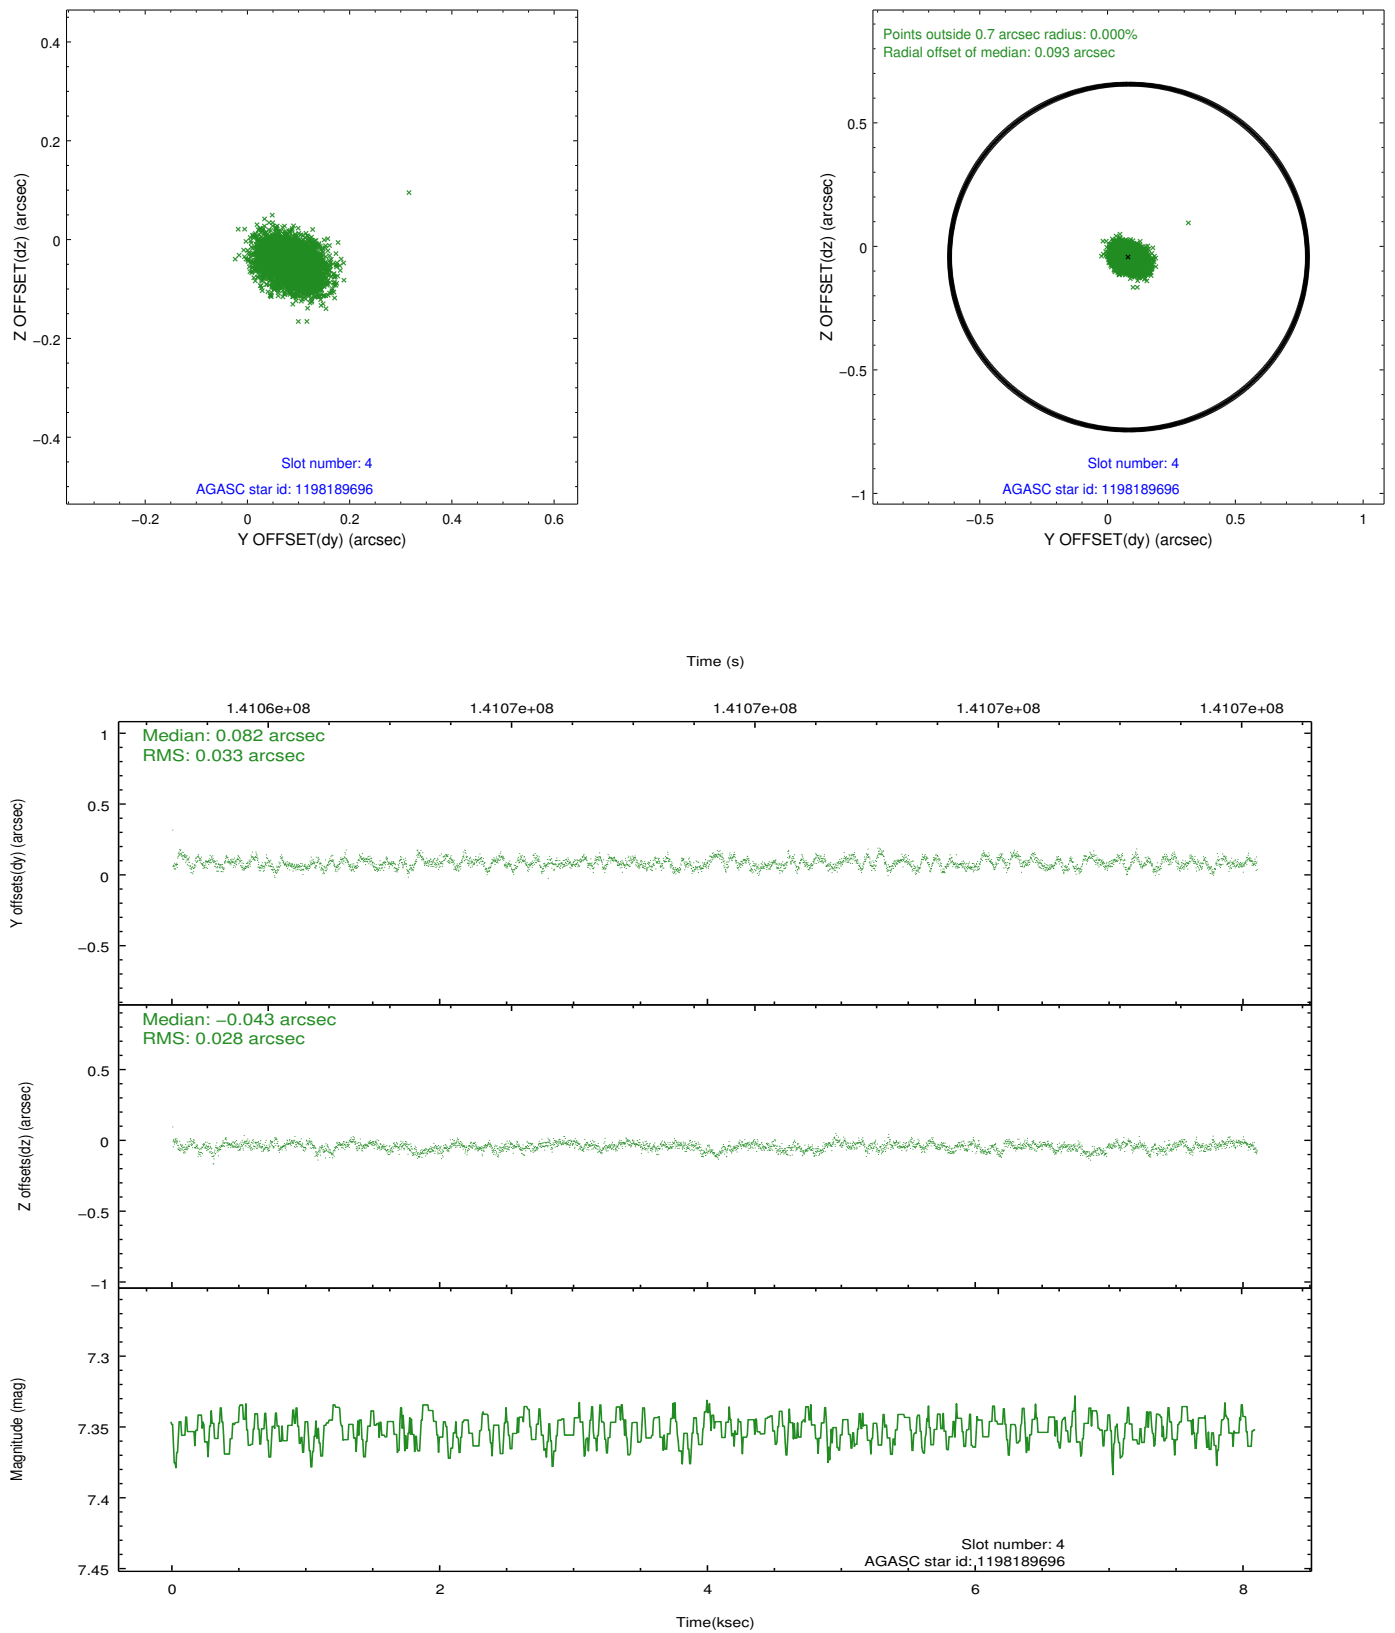 0.4
0.2
0
−0.2
−0.4
Z OFFSET(dz) (arcsec)
Slot number: 4
AGASC star id: 1198189696
−0.2 0 0.2 0.4 0.6
Y OFFSET(dy) (arcsec)
Points outside 0.7 arcsec radius: 0.000%
Radial offset of median: 0.093 arcsec
0.5
0
−0.5
−1
Z OFFSET(dz) (arcsec)
Slot number: 4
AGASC star id: 1198189696
−0.5 0 0.5 1
Y OFFSET(dy) (arcsec)
Time (s)
1.4106e+08 1.4107e+08 1.4107e+08 1.4107e+08 1.4107e+08
Median: 0.082 arcsec
RMS: 0.033 arcsec
1
0.5
0
−0.5
Y offsets(dy) (arcsec)
Median: −0.043 arcsec
RMS: 0.028 arcsec
0.5
0
−0.5
−1
Z offsets(dz) (arcsec)
7.3
7.35
7.4
7.45
Magnitude (mag)
Slot number: 4
AGASC star id: 1198189696
0 2 4 6 8
Time(ksec)